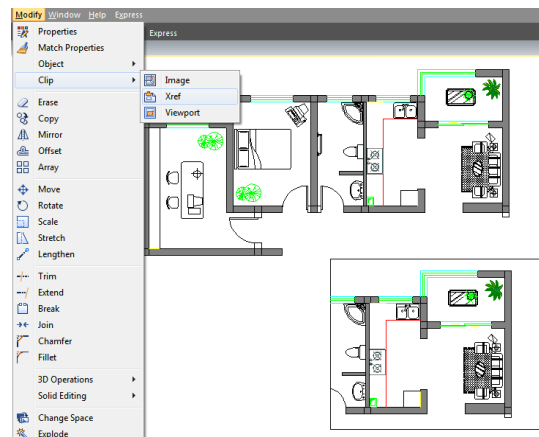 Modify Window Help Express
Properties
Express
Match Properties
Object
Clip
Image
Xref
Viewport
Erase
Copy
Mirror
Offset
Array
Move
Rotate
Scale
Stretch
Lengthen
Trim
Extend
Break
Join
Chamfer
Fillet
3D Operations
Solid Editing
Change Space
Explode